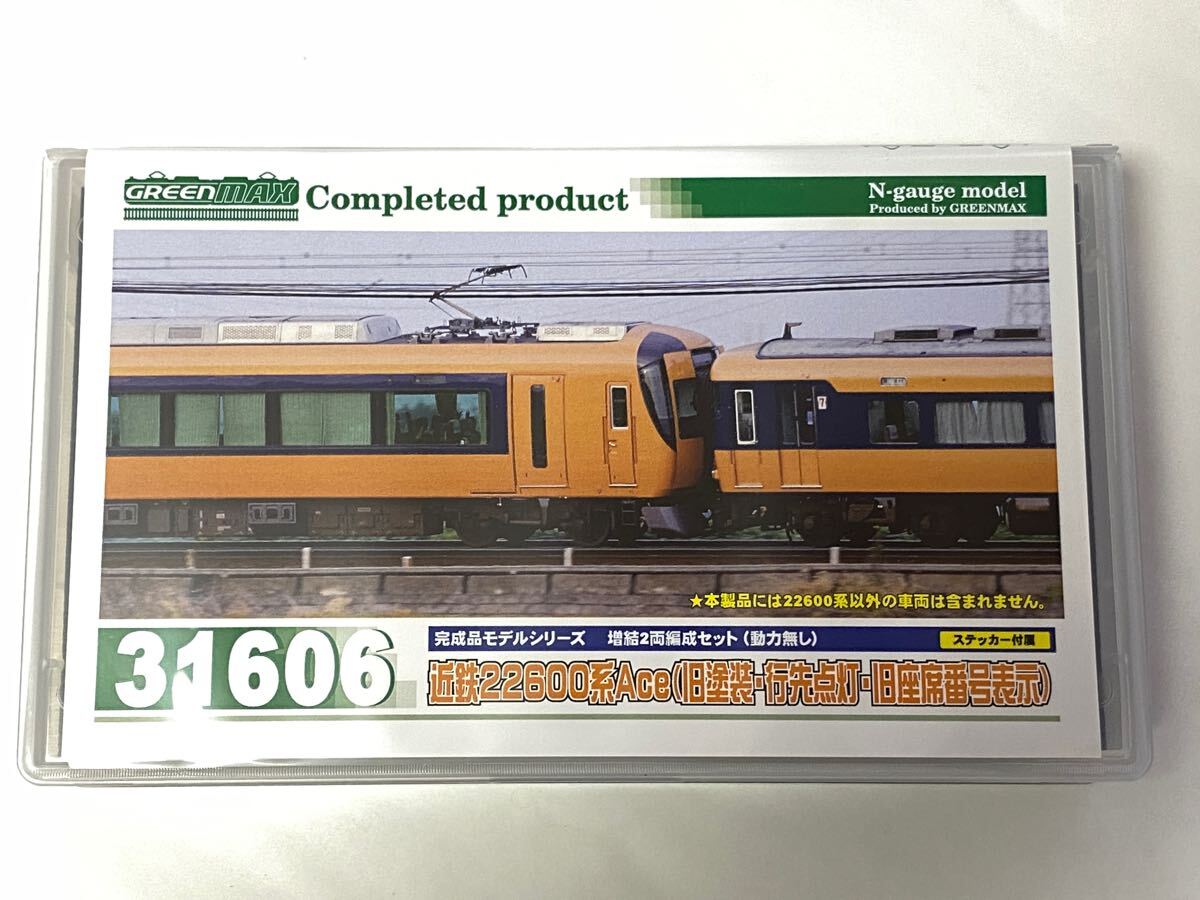 GREENMAX Completed product
N-gauge model
Produced by GREENMAX
7
★本製品には22600系以外の車両は含まれません。
31606
完成品モデルシリーズ 増結2両編成セット(動力無し) ステッカー付属
近鉄22600系Ace(旧塗装・行先点灯・旧座席番号表示)